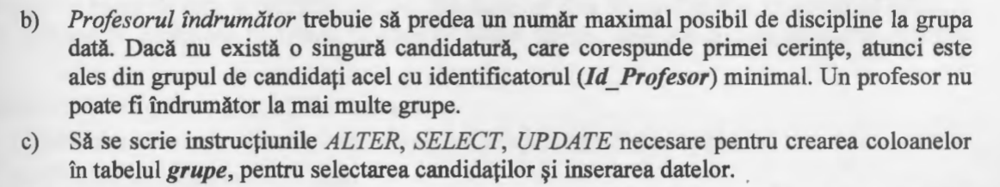 b) Profesorul îndrumător trebuie să predea un număr maximal posibil de discipline la grupa
dată. Dacă nu există o singură candidatură, care corespunde primei cerințe, atunci este
ales din grupul de candidați acel cu identificatorul (Id_Profesor) minimal. Un profesor nu
poate fi îndrumător la mai multe grupe.
c) Să se scrie instrucțiunile ALTER, SELECT, UPDATE necesare pentru crearea coloanelor
în tabelul grupe, pentru selectarea candidaților și inserarea datelor.